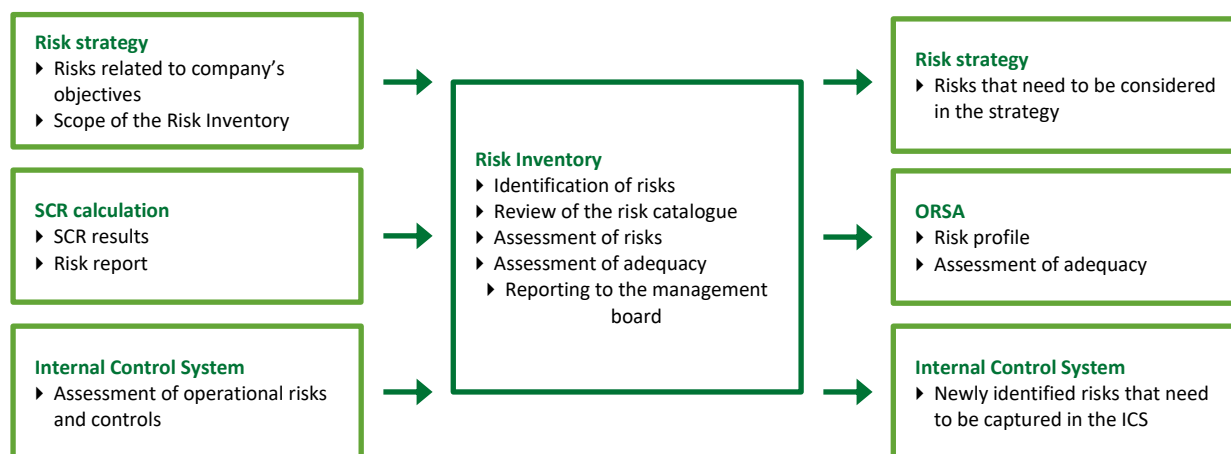 Risk strategy
▸ Risks related to company’s
objectives
▸ Scope of the Risk Inventory
SCR calculation
▸ SCR results
▸ Risk report
Internal Control System
▸ Assessment of operational risks
and controls
Risk Inventory
▸ Identification of risks
▸ Review of the risk catalogue
▸ Assessment of risks
▸ Assessment of adequacy
▸ Reporting to the management
board
Risk strategy
▸ Risks that need to be considered
in the strategy
ORSA
▸ Risk profile
▸ Assessment of adequacy
Internal Control System
▸ Newly identified risks that need
to be captured in the ICS